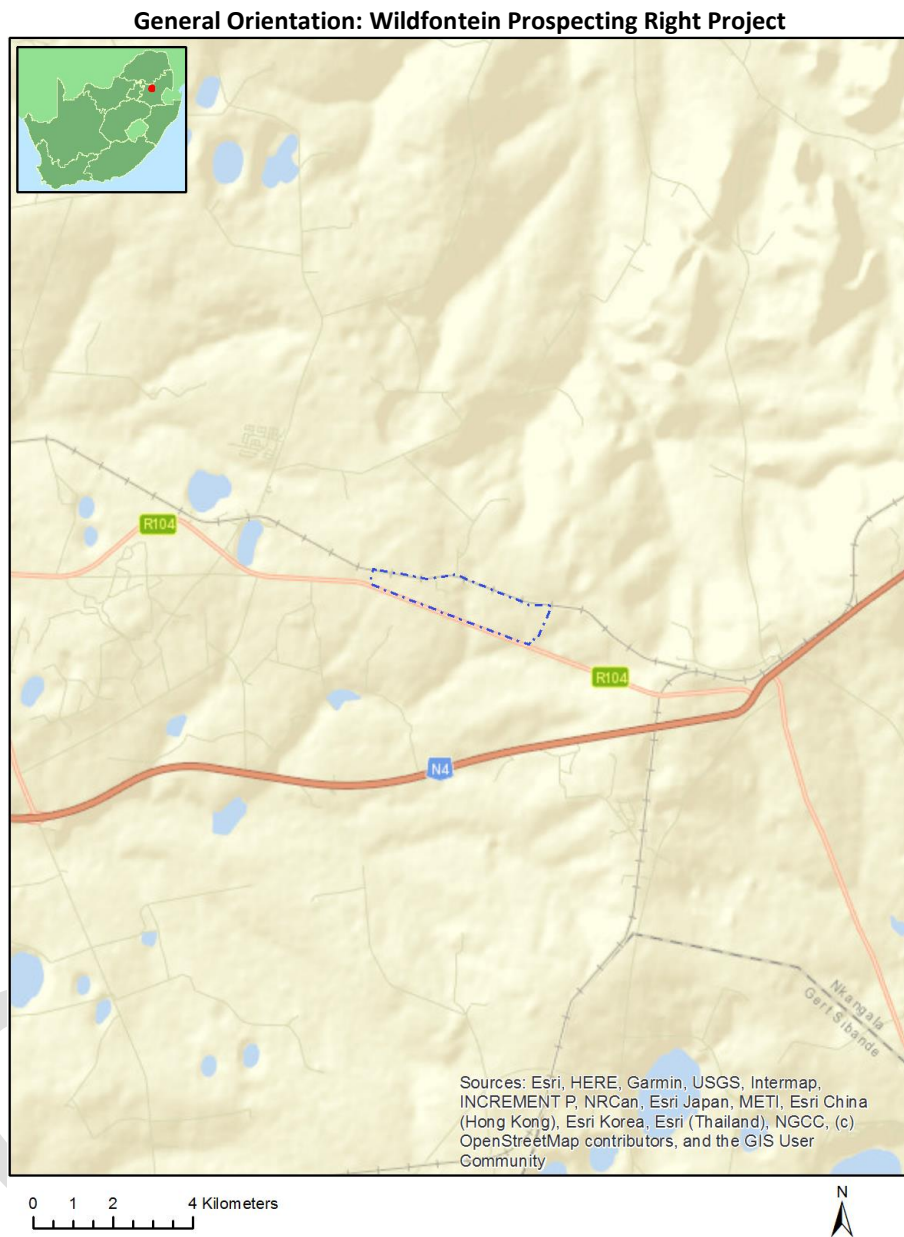 General Orientation: Wildfontein Prospecting Right Project
R104
R104
N4
Nkangala
Gert Sibande
Sources: Esri, HERE, Garmin, USGS, Intermap,
INCREMENT P, NRCan, Esri Japan, METI, Esri China
(Hong Kong), Esri Korea, Esri (Thailand), NGCC, (c)
OpenStreetMap contributors, and the GIS User
Community
0 1 2 4 Kilometers
N